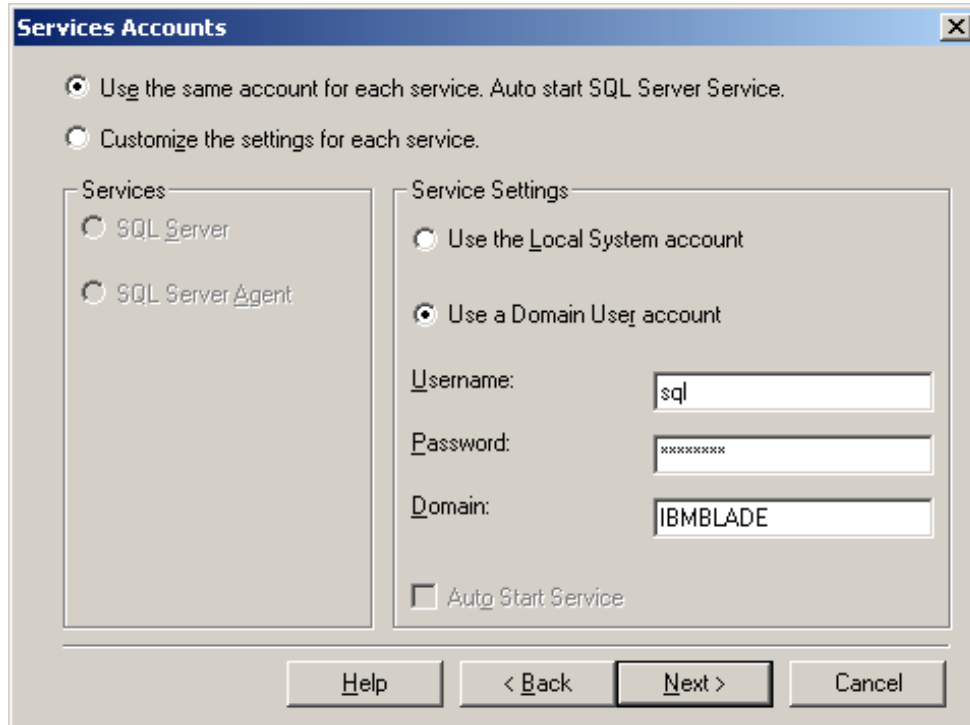 Services Accounts
Use the same account for each service. Auto start SQL Server Service.
Customize the settings for each service.
Services
SQL Server
SQL Server Agent
Service Settings
Use the Local System account
Use a Domain User account
Username:
sql
Password:
********
Domain:
IBMBLADE
Auto Start Service
Help
< Back
Next >
Cancel